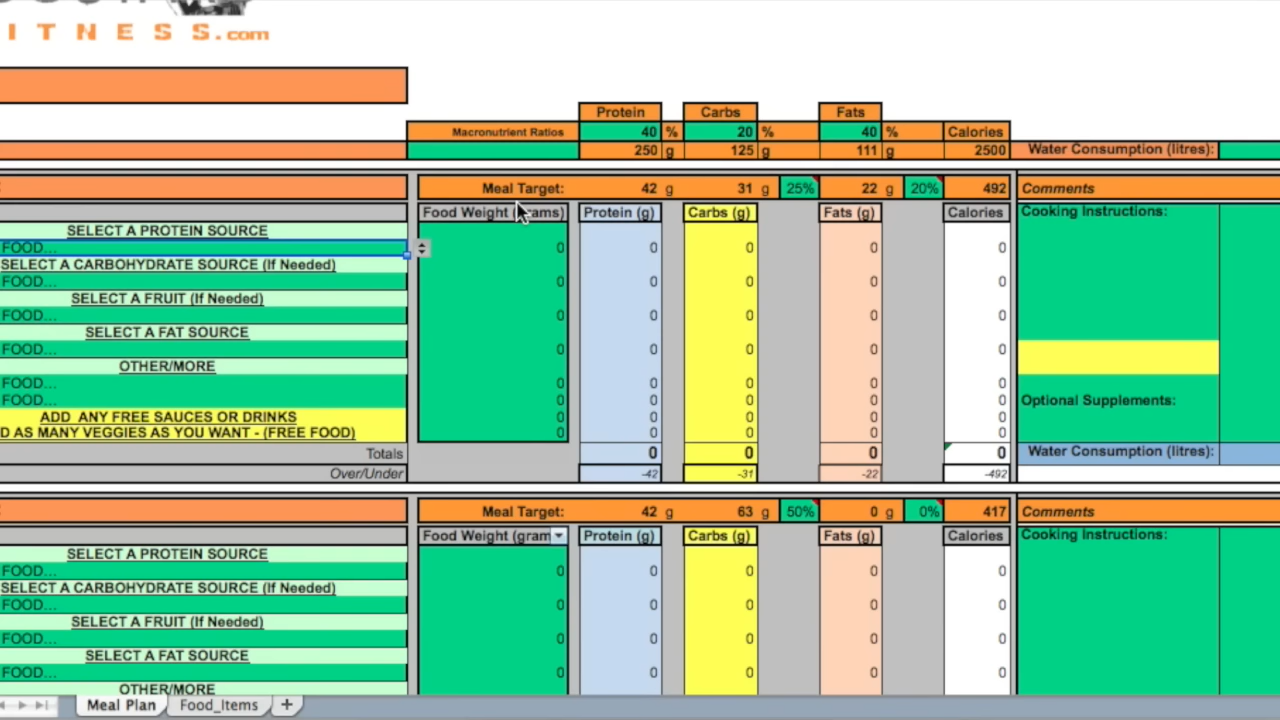 I T N E S S.com
Protein Carbs Fats
Macronutrient Ratios 40 % 20 % 40 % Calories
250 g 125 g 111 g 2500 Water Consumption (litres):
Meal Target: 42 g 31 g 25% 22 g 20% 492 Comments
Food Weight (grams) Protein (g) Carbs (g) Fats (g) Calories Cooking Instructions:
SELECT A PROTEIN SOURCE
FOOD... 0 0 0 0 0
SELECT A CARBOHYDRATE SOURCE (If Needed)
FOOD... 0 0 0 0 0
SELECT A FRUIT (If Needed)
FOOD... 0 0 0 0 0
SELECT A FAT SOURCE
FOOD... 0 0 0 0 0
OTHER/MORE
FOOD... 0 0 0 0 0
FOOD... 0 0 0 0 0 Optional Supplements:
ADD ANY FREE SAUCES OR DRINKS 0 0 0 0 0
D AS MANY VEGGIES AS YOU WANT - (FREE FOOD) 0 0 0 0 0
Totals 0 0 0 0 Water Consumption (litres):
Over/Under -42 -31 -22 -492
Meal Target: 42 g 63 g 50% 0 g 0% 417 Comments
Food Weight (gram Protein (g) Carbs (g) Fats (g) Calories Cooking Instructions:
SELECT A PROTEIN SOURCE
FOOD... 0 0 0 0 0
SELECT A CARBOHYDRATE SOURCE (If Needed)
FOOD... 0 0 0 0 0
SELECT A FRUIT (If Needed)
FOOD... 0 0 0 0 0
SELECT A FAT SOURCE
FOOD... 0 0 0 0 0
OTHER/MORE
Meal Plan Food_Items +